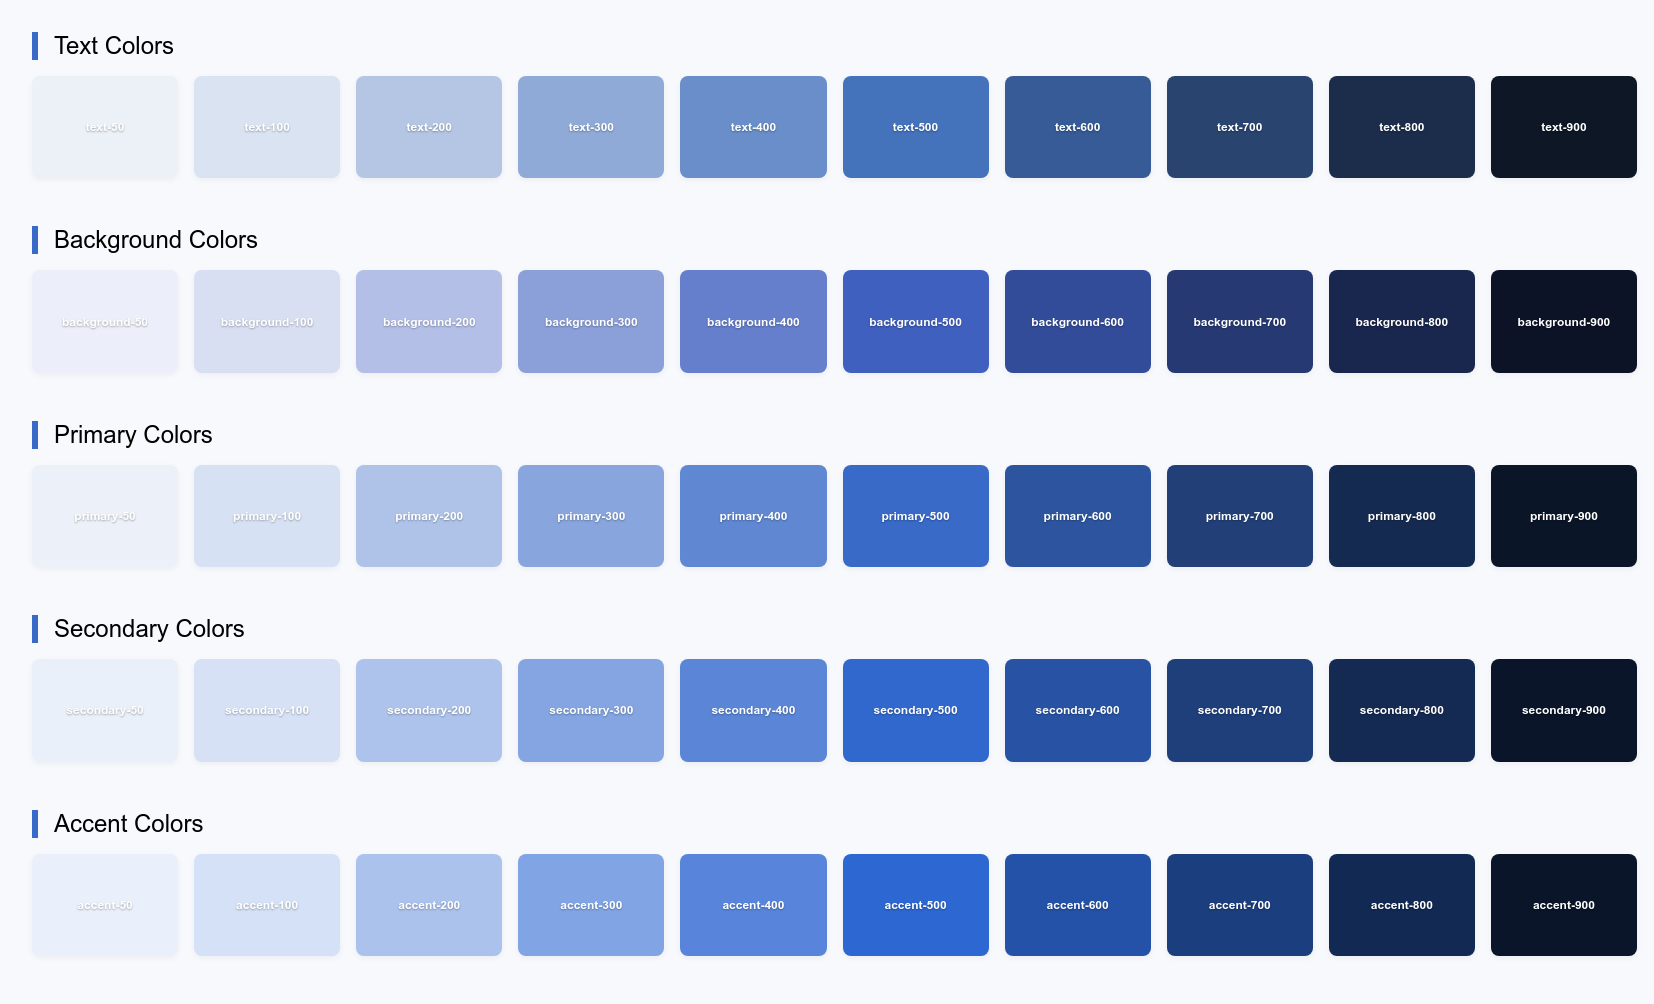 Text Colors
text-50 text-100 text-200 text-300 text-400 text-500 text-600 text-700 text-800 text-900
Background Colors
background-50 background-100 background-200 background-300 background-400 background-500 background-600 background-700 background-800 background-900
Primary Colors
primary-50 primary-100 primary-200 primary-300 primary-400 primary-500 primary-600 primary-700 primary-800 primary-900
Secondary Colors
secondary-50 secondary-100 secondary-200 secondary-300 secondary-400 secondary-500 secondary-600 secondary-700 secondary-800 secondary-900
Accent Colors
accent-50 accent-100 accent-200 accent-300 accent-400 accent-500 accent-600 accent-700 accent-800 accent-900